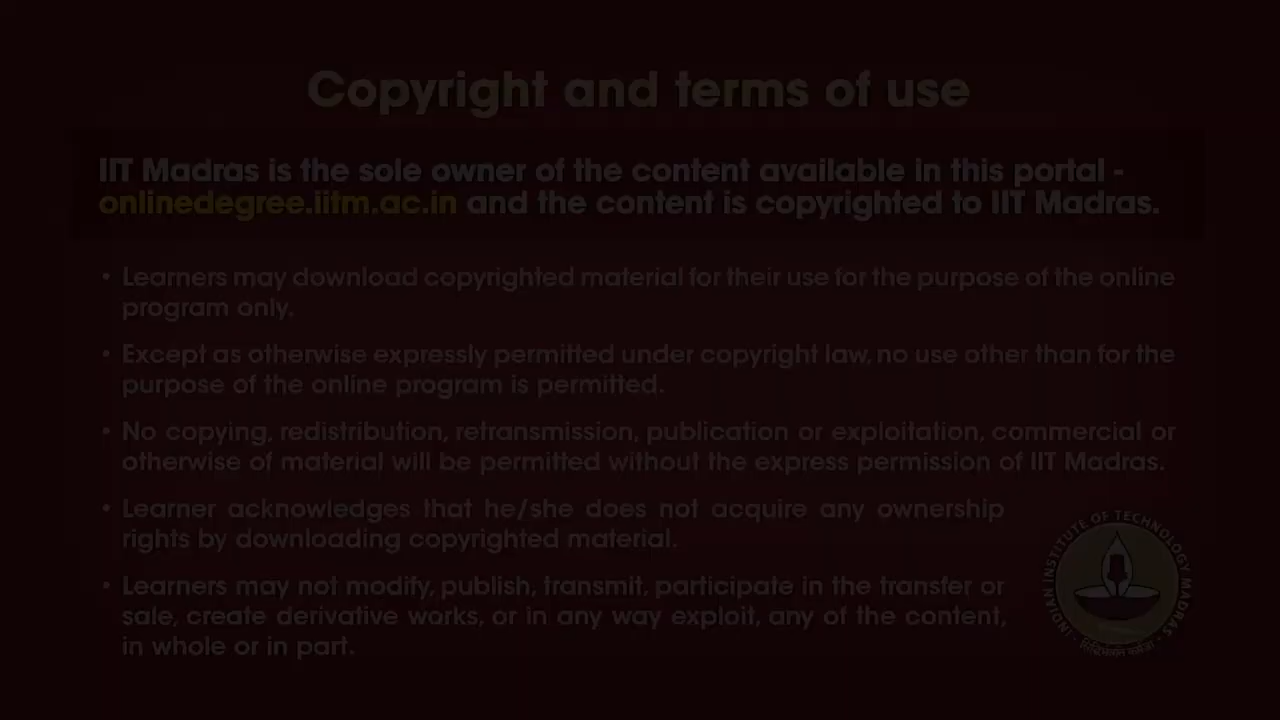 Copyright and terms of use
IIT Madras is the sole owner of the content available in this portal -
onlinedegree.iitm.ac.in and the content is copyrighted to IIT Madras.
• Learners may download copyrighted material for their use for the purpose of the online
program only.
• Except as otherwise expressly permitted under copyright law, no use other than for the
purpose of the online program is permitted.
• No copying, redistribution, retransmission, publication or exploitation, commercial or
otherwise of material will be permitted without the express permission of IIT Madras.
• Learner acknowledges that he/she does not acquire any ownership
rights by downloading copyrighted material.
• Learners may not modify, publish, transmit, participate in the transfer or
sale, create derivative works, or in any way exploit, any of the content,
in whole or in part.
INDIAN INSTITUTE OF TECHNOLOGY MADRAS